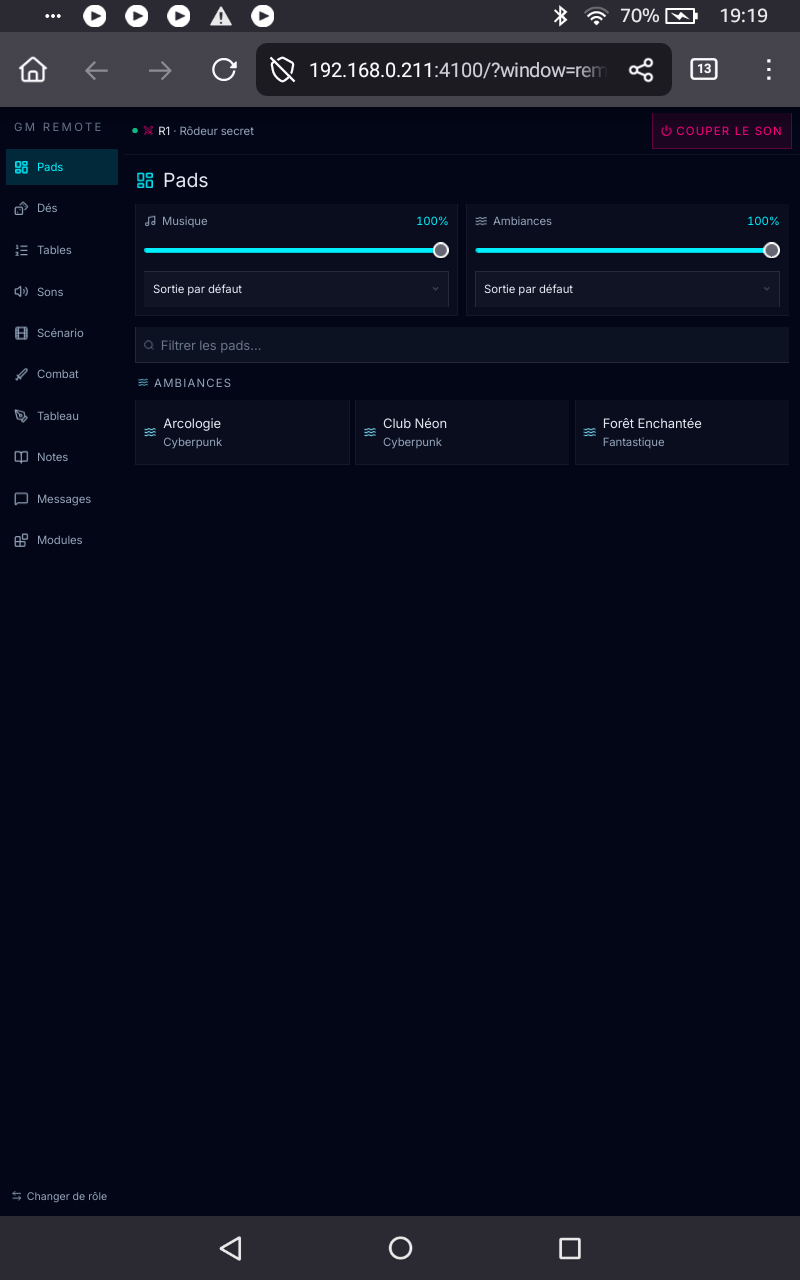 70%
19:19
192.168.0.211:4100/?window=rem
13
GM REMOTE
R1 · Rôdeur secret
COUPER LE SON
Pads
Dés
Tables
Sons
Scénario
Combat
Tableau
Notes
Messages
Modules
Pads
Musique
100%
Sortie par défaut
Ambiances
100%
Sortie par défaut
Filtrer les pads...
AMBIANCES
Arcologie
Cyberpunk
Club Néon
Cyberpunk
Forêt Enchantée
Fantastique
Changer de rôle